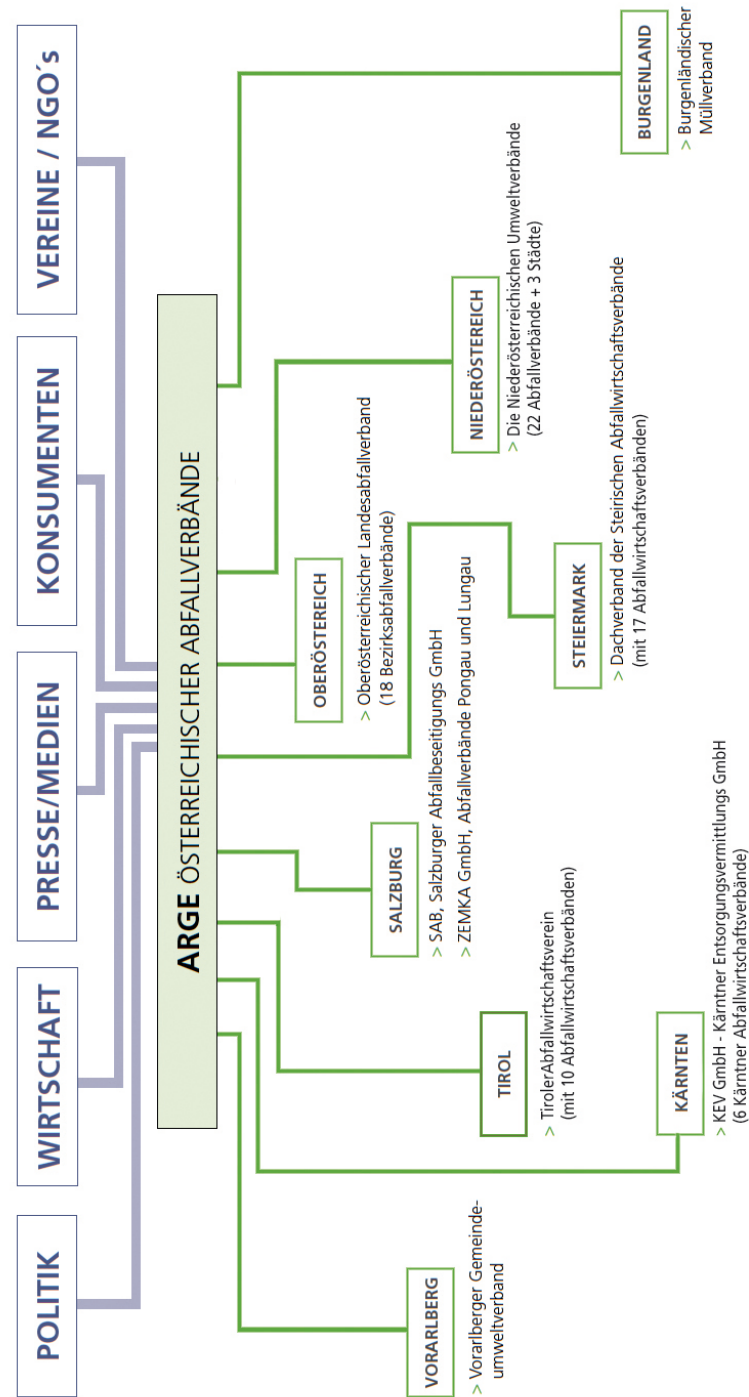 POLITIK
WIRTSCHAFT
PRESSE/MEDIEN
KONSUMENTEN
VEREINE / NGO´s
ARGE ÖSTERREICHISCHER ABFALLVERBÄNDE
VORARLBERG
> Vorarlberger Gemeinde-
umweltverband
KÄRNTEN
> KEV GmbH - Kärntner Entsorgungsvermittlungs GmbH
(6 Kärntner Abfallwirtschaftsverbände)
TIROL
> TirolerAbfallwirtschaftsverein
(mit 10 Abfallwirtschaftsverbänden)
SALZBURG
> SAB, Salzburger Abfallbeseitigungs GmbH
> ZEMKA GmbH, Abfallverbände Pongau und Lungau
OBERÖSTEREICH
> Oberösterreichischer Landesabfallverband
(18 Bezirksabfallverbände)
STEIERMARK
> Dachverband der Steirischen Abfallwirtschaftsverbände
(mit 17 Abfallwirtschaftsverbänden)
NIEDERÖSTEREICH
> Die Niederösterreichischen Umweltverbände
(22 Abfallverbände + 3 Städte)
BURGENLAND
> Burgenländischer
Müllverband